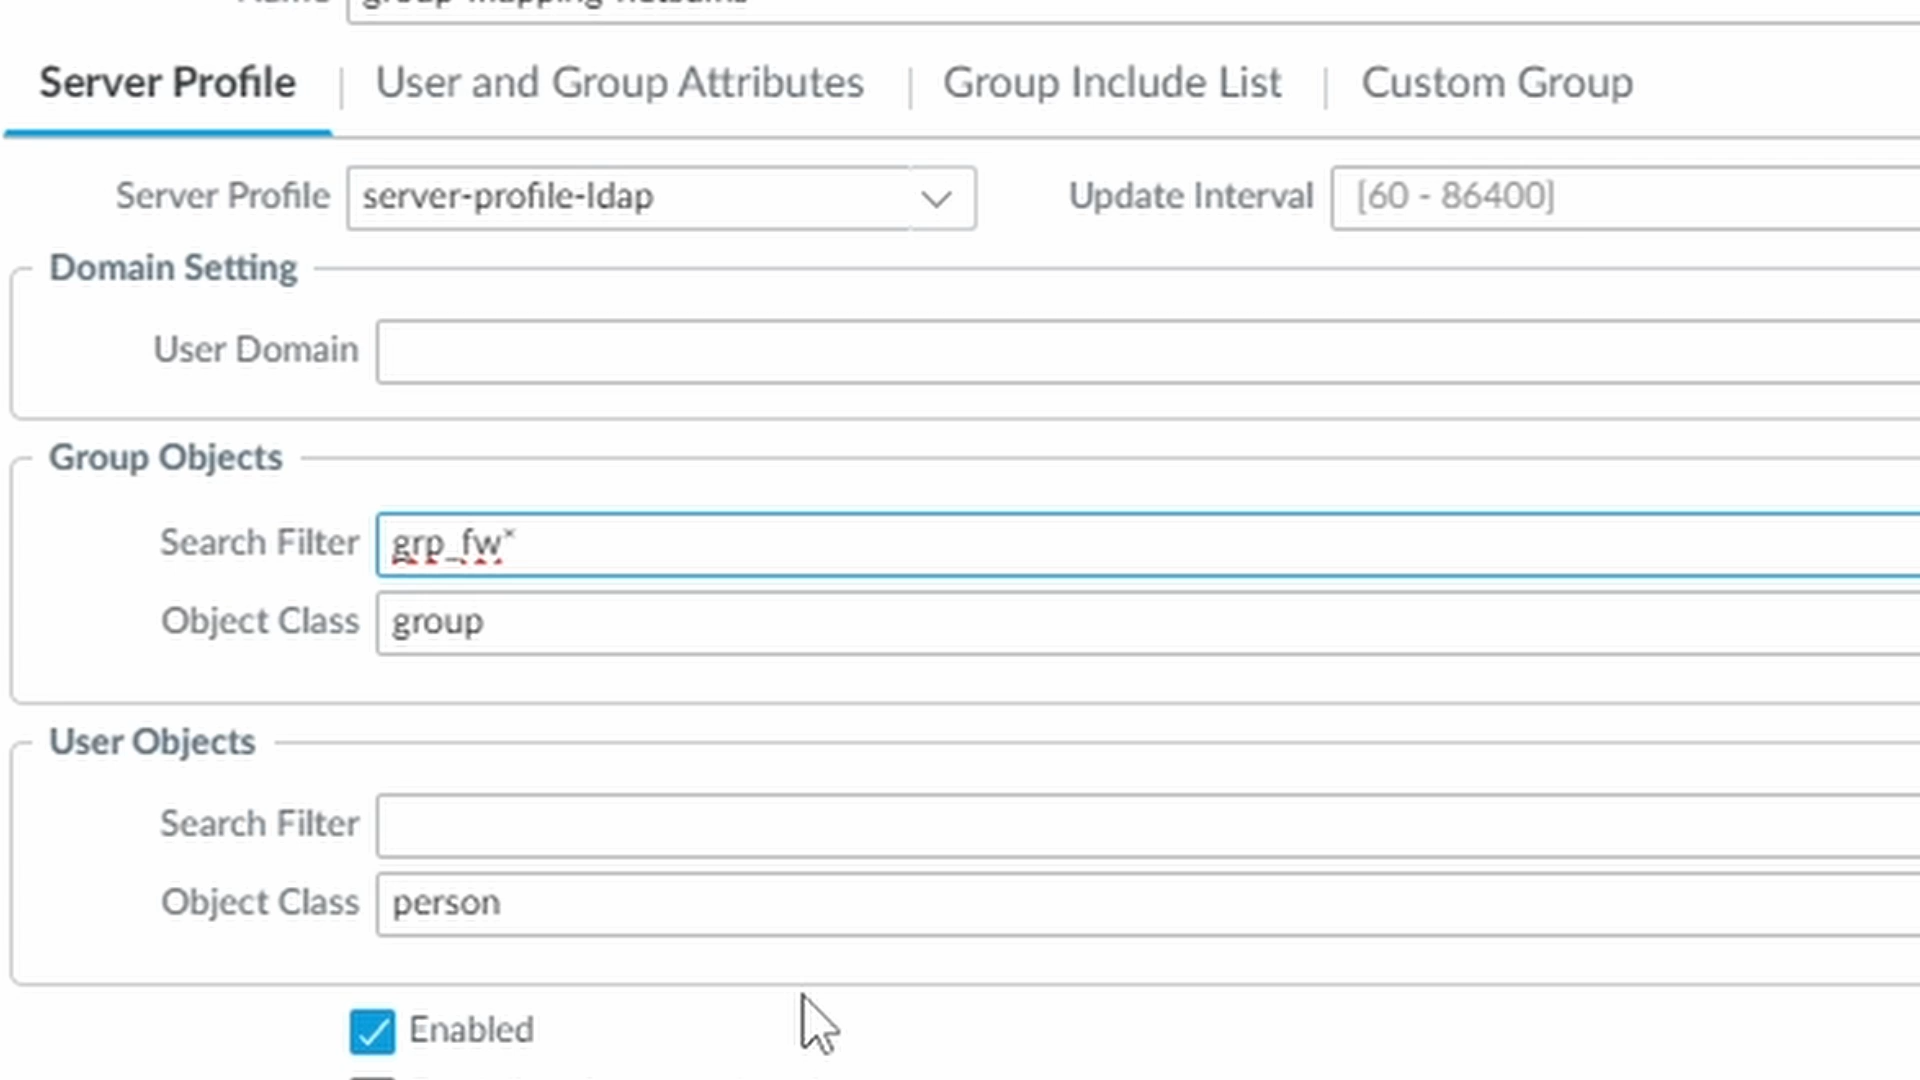 Server Profile | User and Group Attributes | Group Include List | Custom Group
Server Profile server-profile-ldap Update Interval [60 - 86400]
Domain Setting
User Domain
Group Objects
Search Filter grp_fw*
Object Class group
User Objects
Search Filter
Object Class person
Enabled